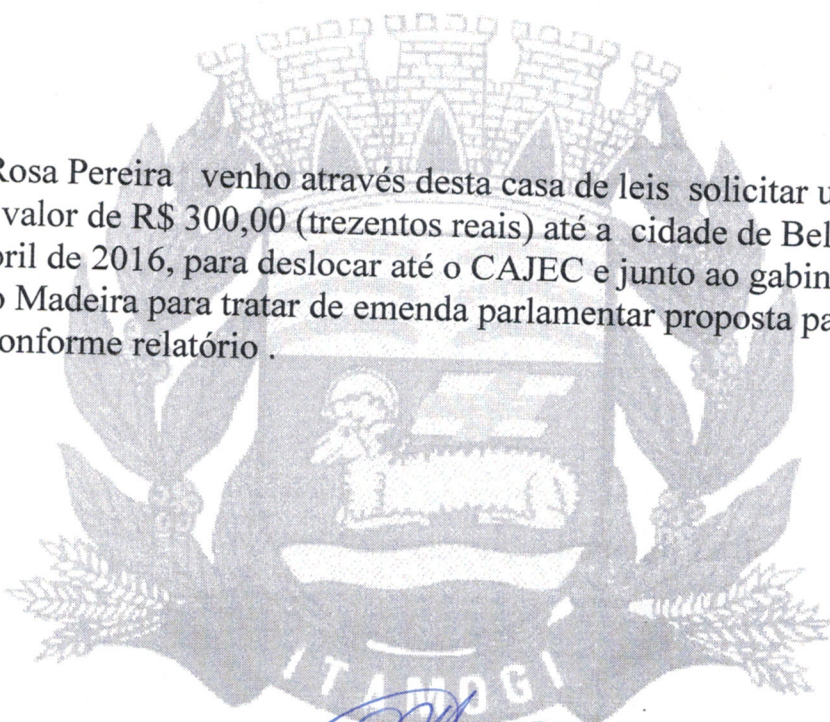 Rosa Pereira venho através desta casa de leis solicitar u
valor de R$ 300,00 (trezentos reais) até a cidade de Bel
bril de 2016, para deslocar até o CAJEC e junto ao gabin
o Madeira para tratar de emenda parlamentar proposta pa
onforme relatório .
ITAMOGI